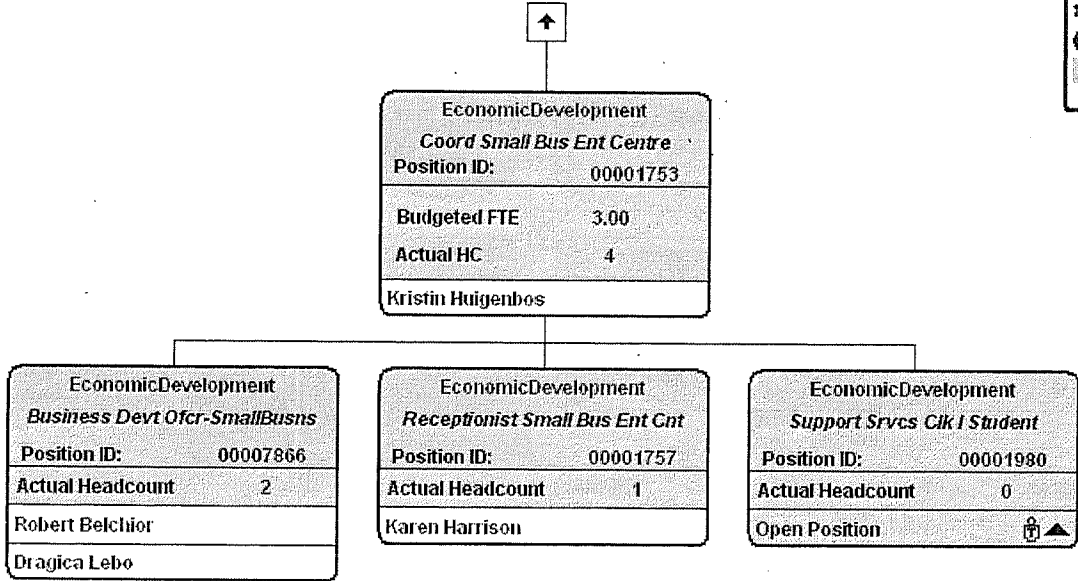 EconomicDevelopment
Coord Small Bus Ent Centre
Position ID: 00001753
Budgeted FTE 3.00
Actual HC 4
Kristin Huigenbos
EconomicDevelopment
Business Devt Ofcr-SmallBusns
Position ID: 00007866
Actual Headcount 2
Robert Belchior
Dragica Lebo
EconomicDevelopment
Receptionist Small Bus Ent Cnt
Position ID: 00001757
Actual Headcount 1
Karen Harrison
EconomicDevelopment
Support Srvcs Clk I Student
Position ID: 00001980
Actual Headcount 0
Open Position